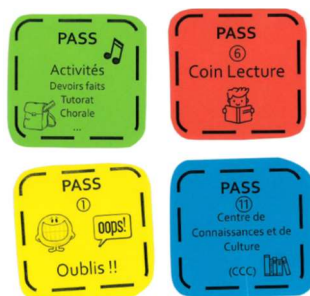 PASS
Activités
Devoirs faits
Tutorat
Chorale
...
PASS
⑥
Coin Lecture
PASS
①
oops!
Oublis !!
PASS
⑪
Centre de
Connaissances et de
Culture
(CCC)